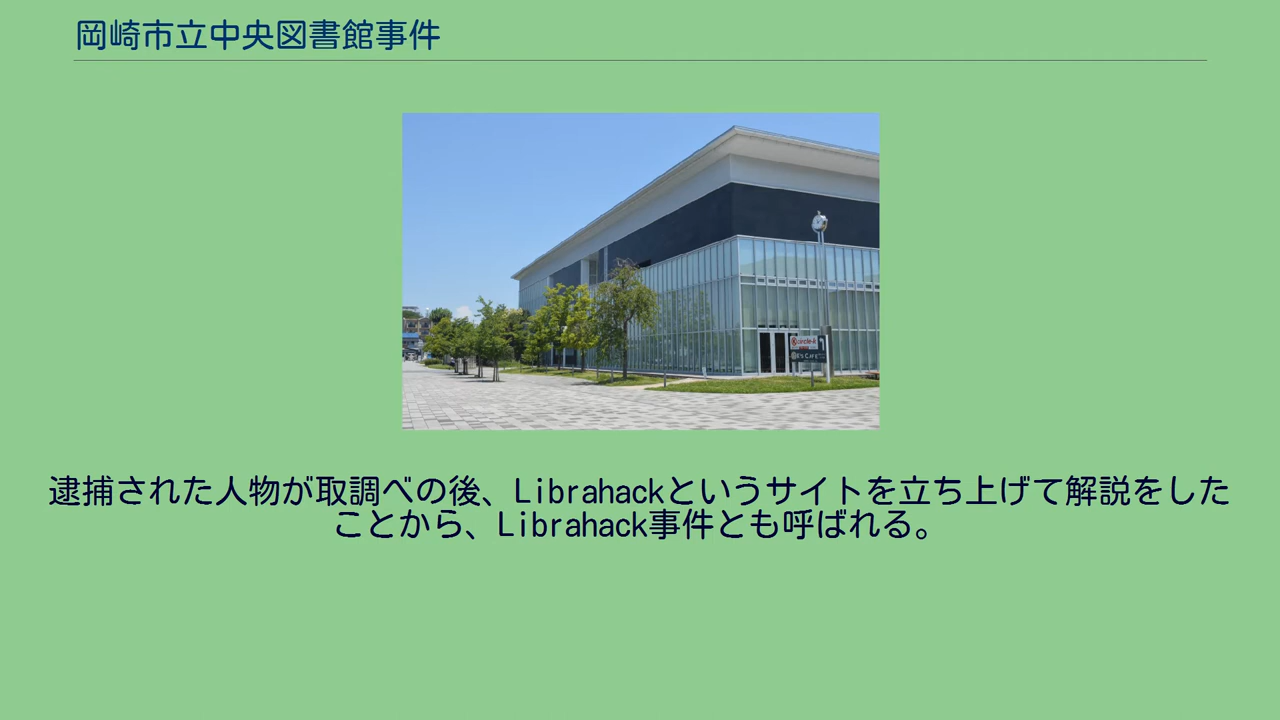 岡崎市立中央図書館事件
circle-k
逮捕された人物が取調べの後、Librahackというサイトを立ち上げて解説をした
ことから、Librahack事件とも呼ばれる。